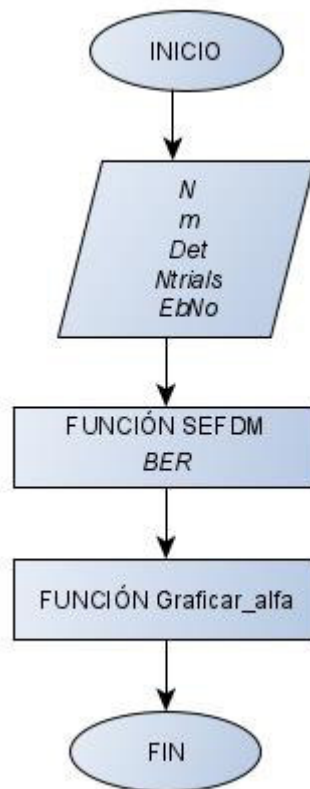 INICIO
N
m
Det
Ntrials
EbNo
FUNCIÓN SEFDM
BER
FUNCIÓN Graficar_alfa
FIN